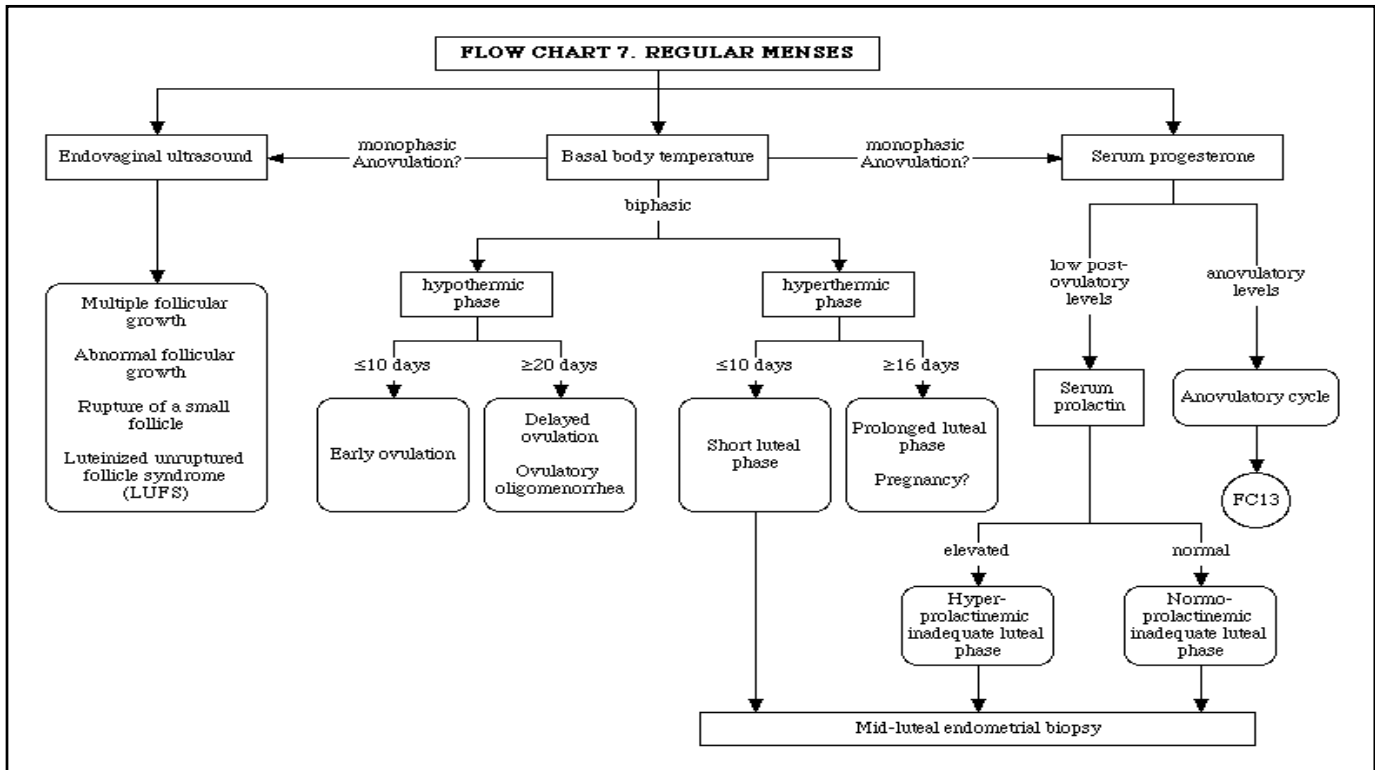 FLOW CHART 7. REGULAR MENSES
Endovaginal ultrasound
monophasic
Anovulation?
Basal body temperature
monophasic
Anovulation?
Serum progesterone
biphasic
low post-
ovulatory
levels
anovulatory
levels
Multiple follicular
growth
Abnormal follicular
growth
Rupture of a small
follicle
Luteinized unruptured
follicle syndrome
(LUFS)
hypothermic
phase
hyperthermic
phase
≤10 days
≥20 days
≤10 days
≥16 days
Early ovulation
Delayed
ovulation
Ovulatory
oligomenorrhea
Short luteal
phase
Prolonged luteal
phase
Pregnancy?
Serum
prolactin
Anovulatory cycle
FC13
elevated
normal
Hyper-
prolactinemic
inadequate luteal
phase
Normo-
prolactinemic
inadequate luteal
phase
Mid-luteal endometrial biopsy